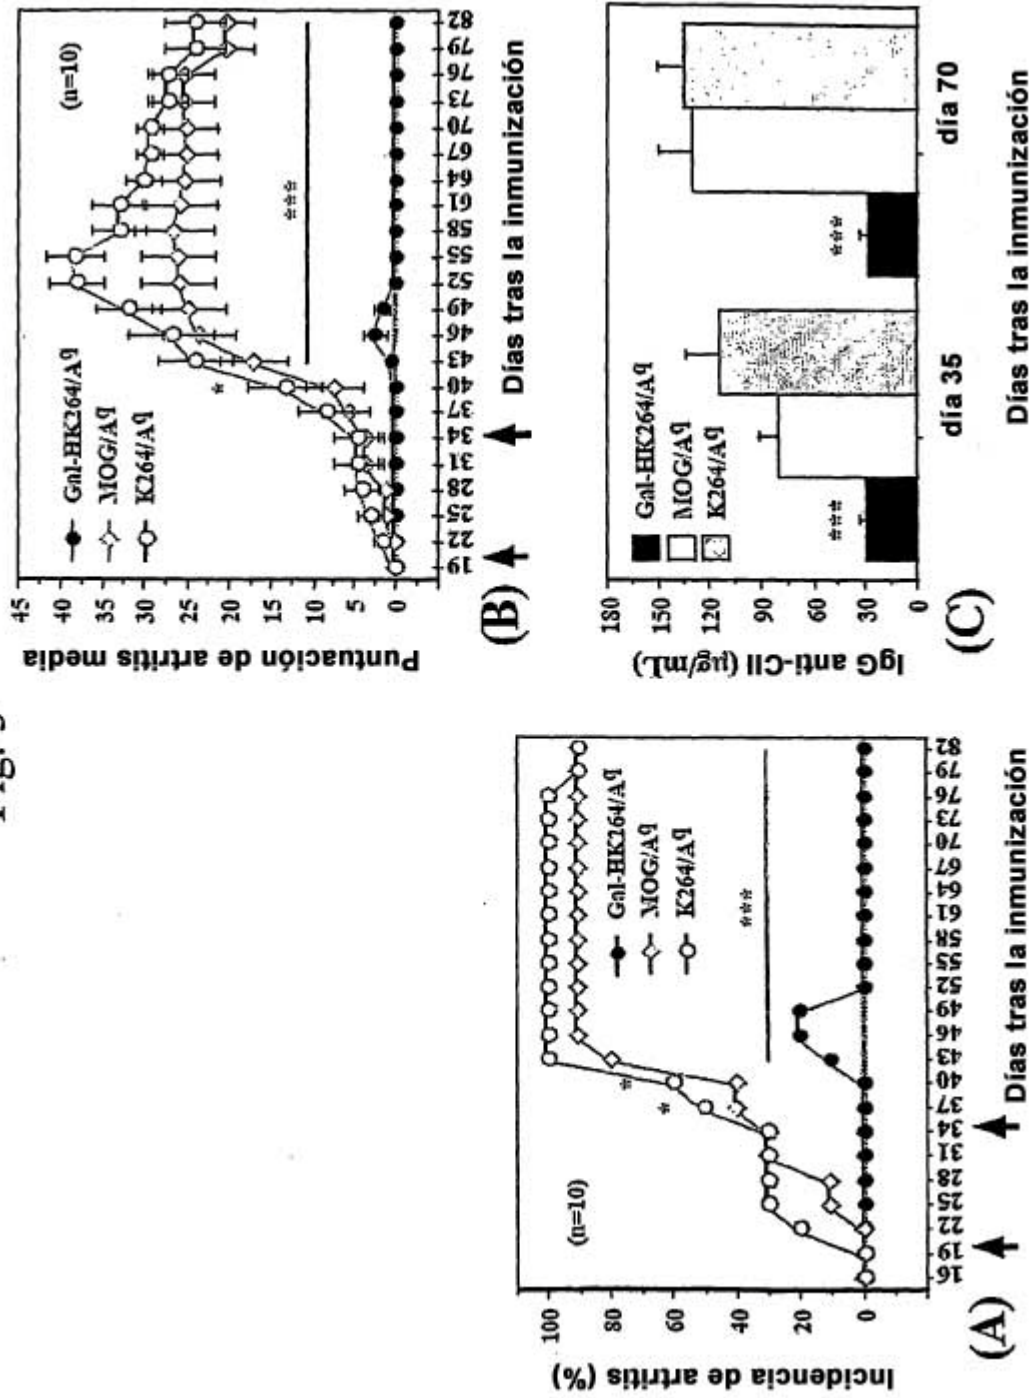 (A)
Incidencia de artritis (%)
100
80
60
40
20
0
(n=10)
Gal-HK264/Aq
MOG/Aq
K264/Aq
*
*
***
16 19 22 25 28 31 34 37 40 43 46 49 52 55 58 61 64 67 70 73 76 79 82
Días tras la inmunización
(B)
Puntuación de artritis media
45
40
35
30
25
20
15
10
5
0
Gal-HK264/Aq
MOG/Aq
K264/Aq
(n=10)
*
***
19 22 25 28 31 34 37 40 43 46 49 52 55 58 61 64 67 70 73 76 79 82
Días tras la inmunización
(C)
IgG anti-CII (µg/mL)
180
150
120
90
60
30
0
Gal-HK264/Aq
MOG/Aq
K264/Aq
***
***
día 35 día 70
Días tras la inmunización